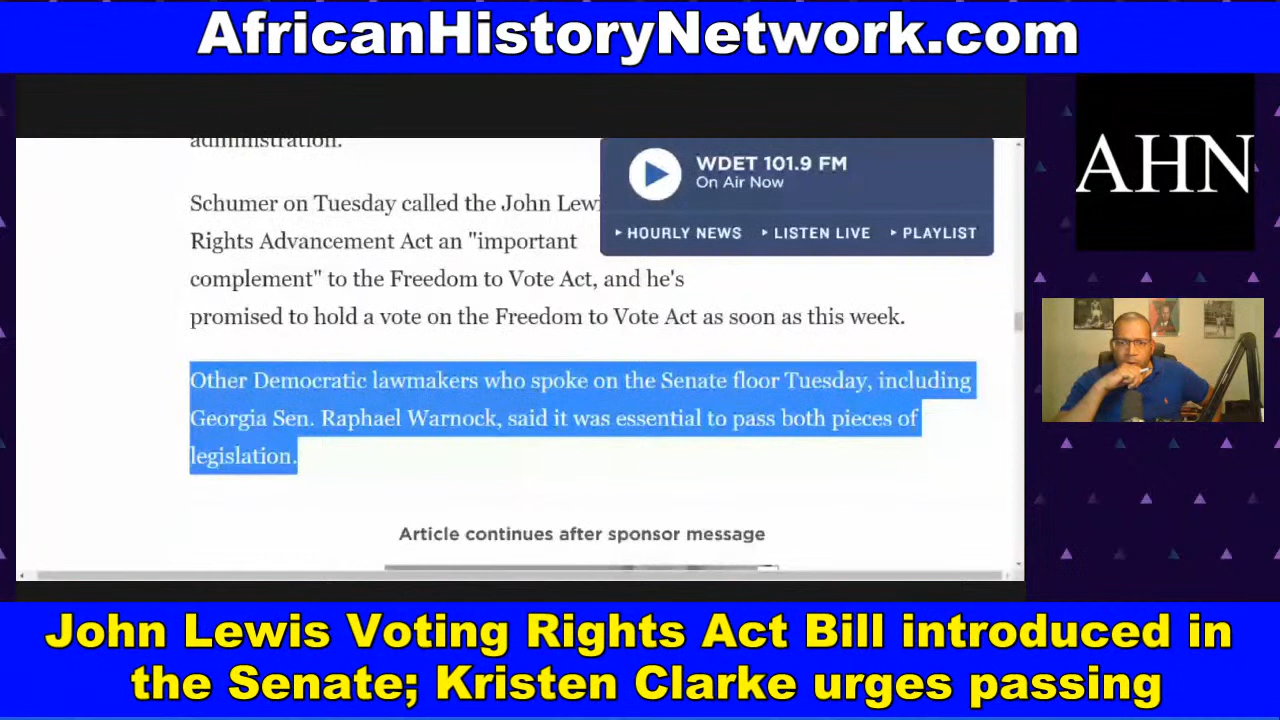 AfricanHistoryNetwork.com
administration.
WDET 101.9 FM
On Air Now
HOURLY NEWS LISTEN LIVE PLAYLIST
AHN
Schumer on Tuesday called the John Lewi
Rights Advancement Act an "important
complement" to the Freedom to Vote Act, and he's
promised to hold a vote on the Freedom to Vote Act as soon as this week.
Other Democratic lawmakers who spoke on the Senate floor Tuesday, including
Georgia Sen. Raphael Warnock, said it was essential to pass both pieces of
legislation.
Article continues after sponsor message
John Lewis Voting Rights Act Bill introduced in
the Senate; Kristen Clarke urges passing